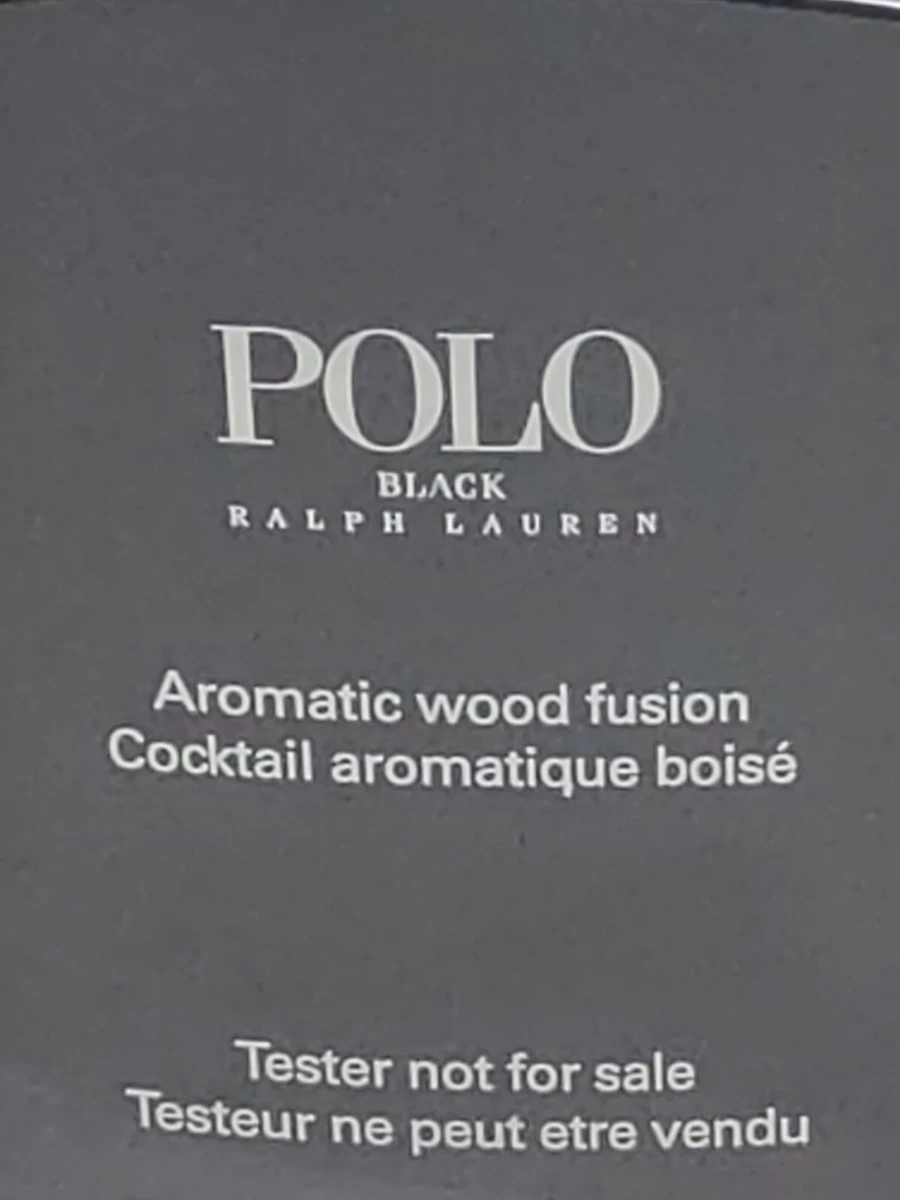 POLO
BLACK
RALPH LAUREN
Aromatic wood fusion
Cocktail aromatique boisé
Tester not for sale
Testeur ne peut etre vendu